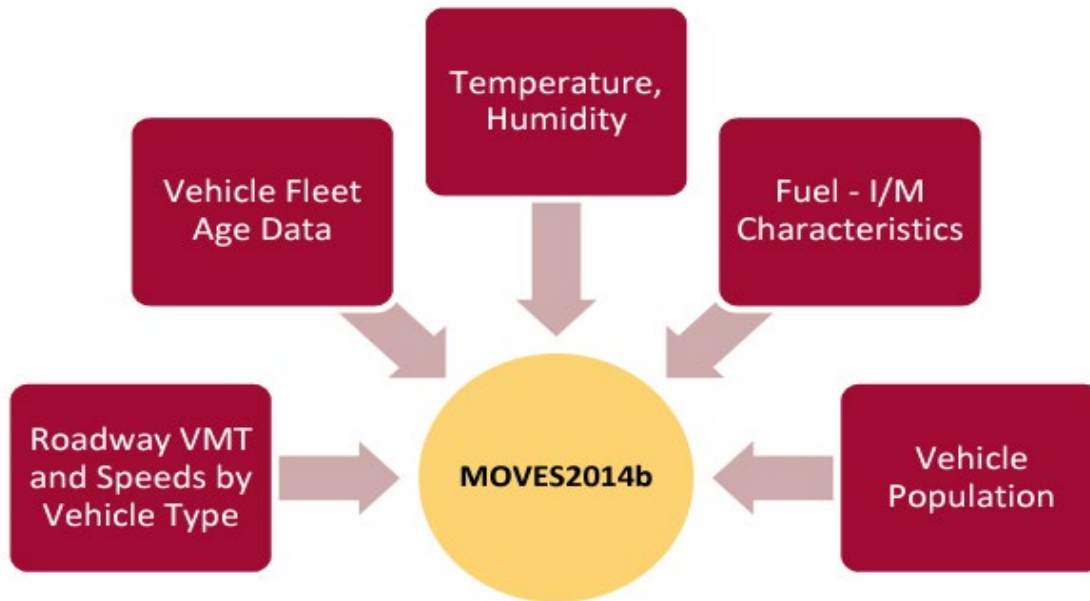 Temperature,
Humidity
Vehicle Fleet
Age Data
Fuel - I/M
Characteristics
Roadway VMT
and Speeds by
Vehicle Type
MOVES2014b
Vehicle
Population